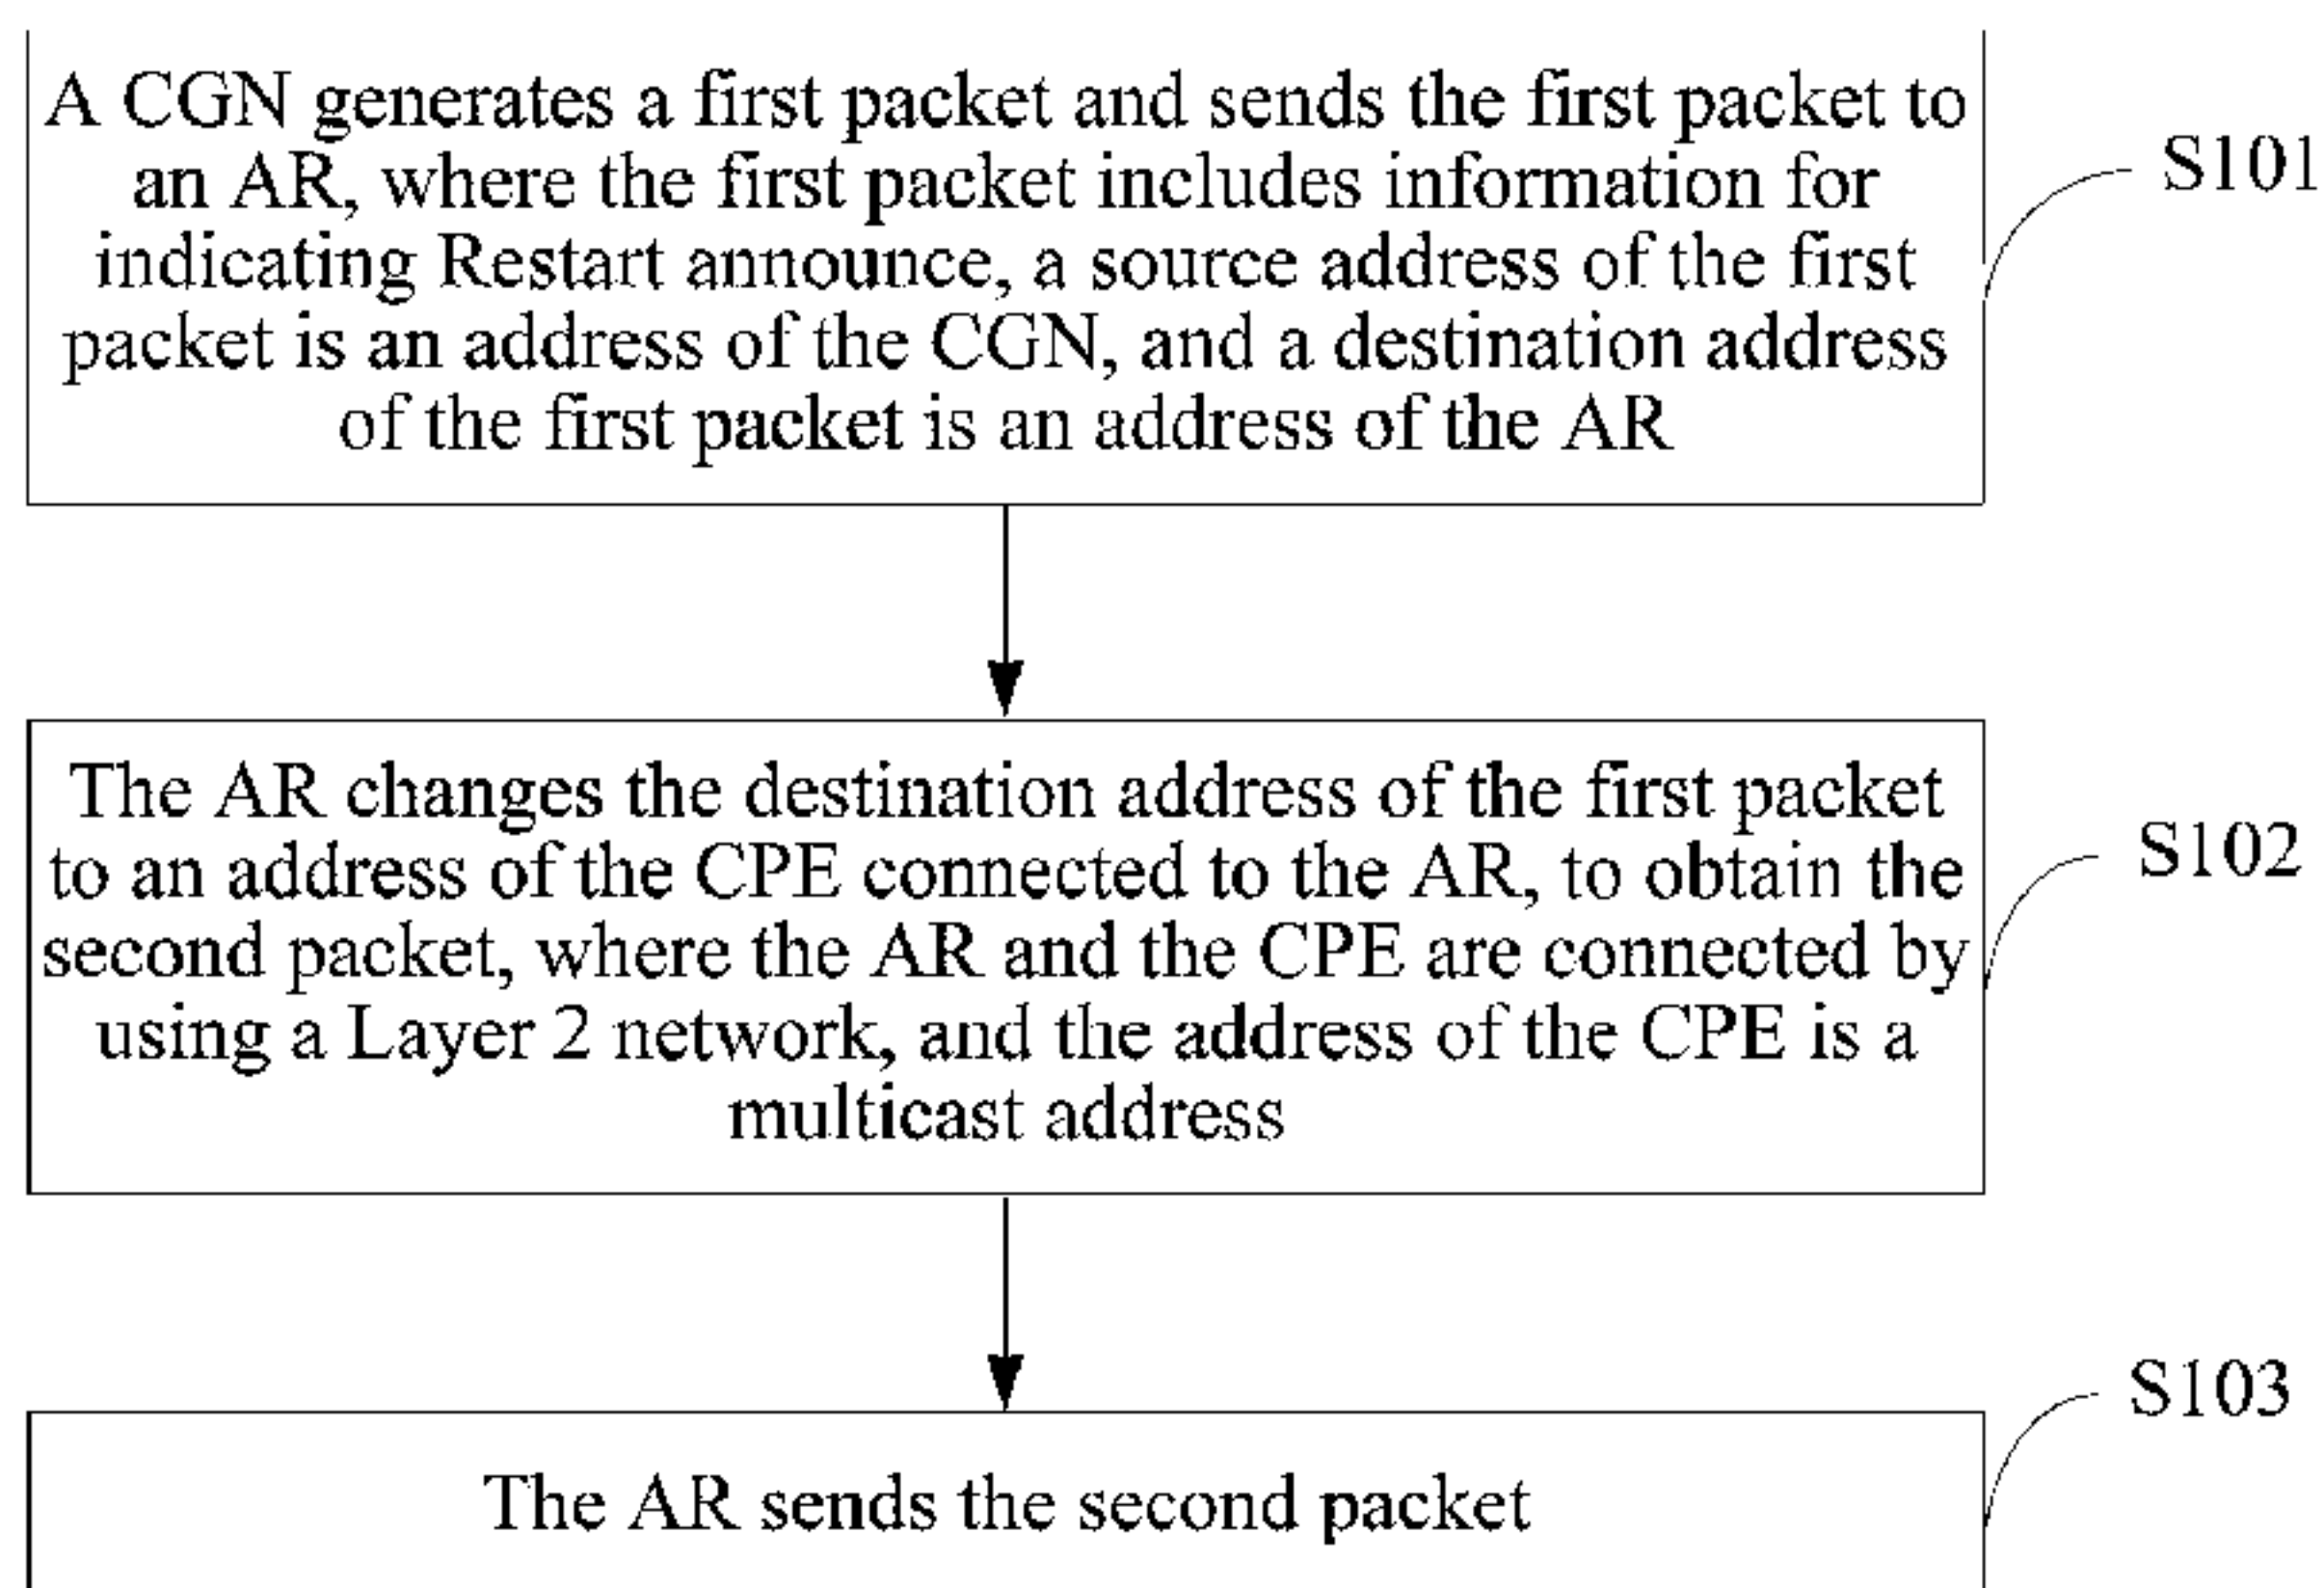 A CGN generates a first packet and sends the first packet to
an AR, where the first packet includes information for
indicating Restart announce, a source address of the first
packet is an address of the CGN, and a destination address
of the first packet is an address of the AR
S101
The AR changes the destination address of the first packet
to an address of the CPE connected to the AR, to obtain the
second packet, where the AR and the CPE are connected by
using a Layer 2 network, and the address of the CPE is a
multicast address
S102
The AR sends the second packet
S103